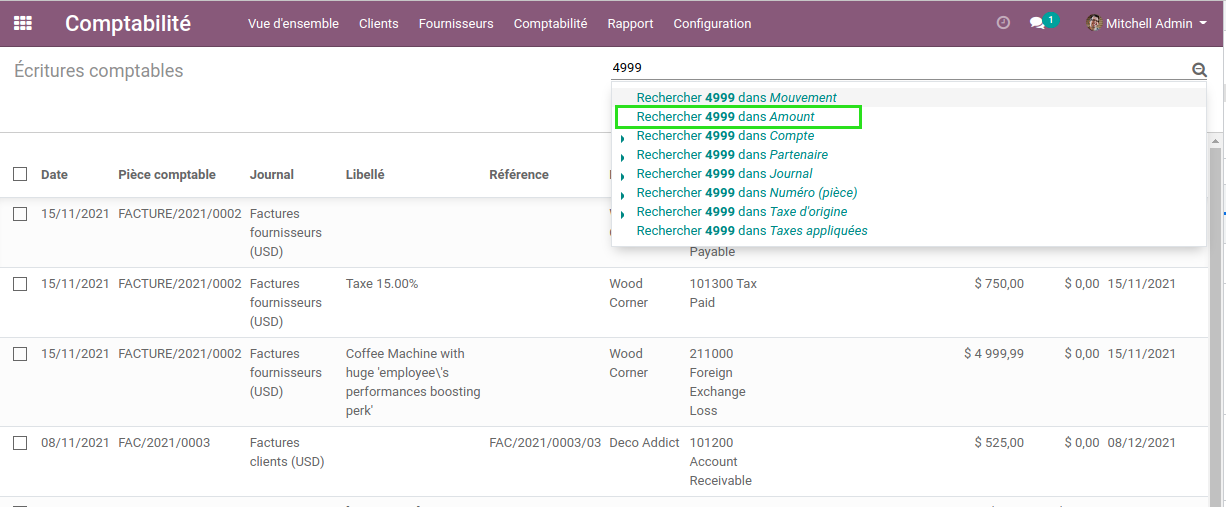 Comptabilité Vue d'ensemble Clients Fournisseurs Comptabilité Rapport Configuration 1 Mitchell Admin
Écritures comptables 4999
Rechercher 4999 dans Mouvement
Rechercher 4999 dans Amount
Rechercher 4999 dans Compte
Rechercher 4999 dans Partenaire
Rechercher 4999 dans Journal
Rechercher 4999 dans Numéro (pièce)
Rechercher 4999 dans Taxe d'origine
Rechercher 4999 dans Taxes appliquées
Date Pièce comptable Journal Libellé Référence
15/11/2021 FACTURE/2021/0002 Factures
fournisseurs
(USD) Payable
15/11/2021 FACTURE/2021/0002 Factures Taxe 15.00% Wood 101300 Tax $ 750,00 $ 0,00 15/11/2021
fournisseurs Corner Paid
(USD)
15/11/2021 FACTURE/2021/0002 Factures Coffee Machine with Wood 211000 $ 4 999,99 $ 0,00 15/11/2021
fournisseurs huge 'employee\'s Corner Foreign
(USD) performances boosting Exchange
perk' Loss
08/11/2021 FAC/2021/0003 Factures FAC/2021/0003/03 Deco Addict 101200 $ 525,00 $ 0,00 08/12/2021
clients (USD) Account
Receivable